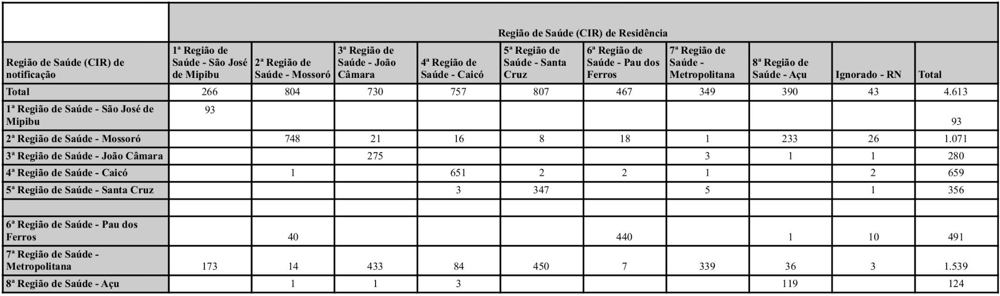 Região de Saúde (CIR) de Residência
Região de Saúde (CIR) de notificação 1ª Região de Saúde - São José de Mipibu 2ª Região de Saúde - Mossoró 3ª Região de Saúde - João Câmara 4ª Região de Saúde - Caicó 5ª Região de Saúde - Santa Cruz 6ª Região de Saúde - Pau dos Ferros 7ª Região de Saúde - Metropolitana 8ª Região de Saúde - Açu Ignorado - RN Total
Total 266 804 730 757 807 467 349 390 43 4.613
1ª Região de Saúde - São José de Mipibu 93 93
2ª Região de Saúde - Mossoró 748 21 16 8 18 1 233 26 1.071
3ª Região de Saúde - João Câmara 275 3 1 1 280
4ª Região de Saúde - Caicó 1 651 2 2 1 2 659
5ª Região de Saúde - Santa Cruz 3 347 5 1 356
6ª Região de Saúde - Pau dos Ferros 40 440 1 10 491
7ª Região de Saúde - Metropolitana 173 14 433 84 450 7 339 36 3 1.539
8ª Região de Saúde - Açu 1 1 3 119 124